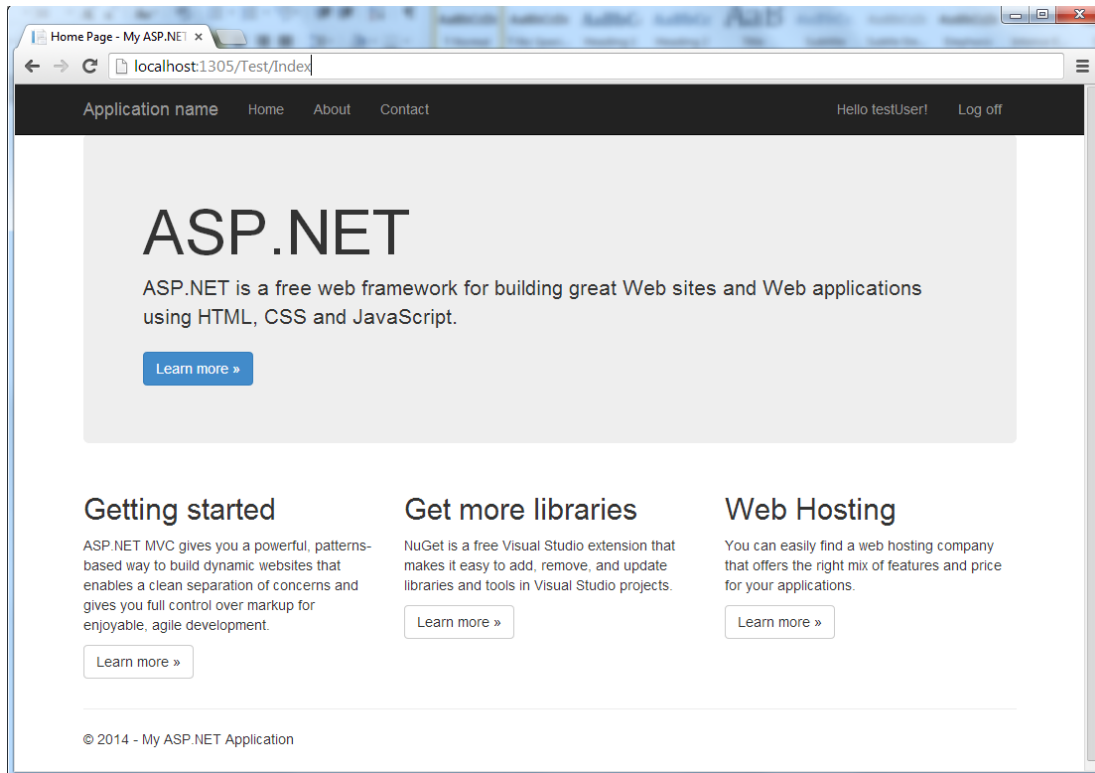 Home Page - My ASP.NET
localhost:1305/Test/Index
Application name Home About Contact Hello testUser! Log off
ASP.NET
ASP.NET is a free web framework for building great Web sites and Web applications
using HTML, CSS and JavaScript.
Learn more »
Getting started
ASP.NET MVC gives you a powerful, patterns-
based way to build dynamic websites that
enables a clean separation of concerns and
gives you full control over markup for
enjoyable, agile development.
Learn more »
Get more libraries
NuGet is a free Visual Studio extension that
makes it easy to add, remove, and update
libraries and tools in Visual Studio projects.
Learn more »
Web Hosting
You can easily find a web hosting company
that offers the right mix of features and price
for your applications.
Learn more »
© 2014 - My ASP.NET Application